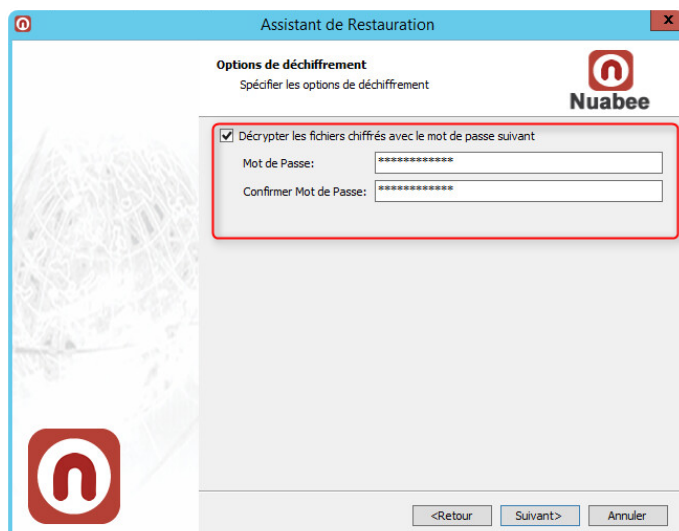 Assistant de Restauration
x
Options de déchiffrement
Spécifier les options de déchiffrement
Nuabee
Décrypter les fichiers chiffrés avec le mot de passe suivant
Mot de Passe: ************
Confirmer Mot de Passe: ************
<Retour Suivant> Annuler